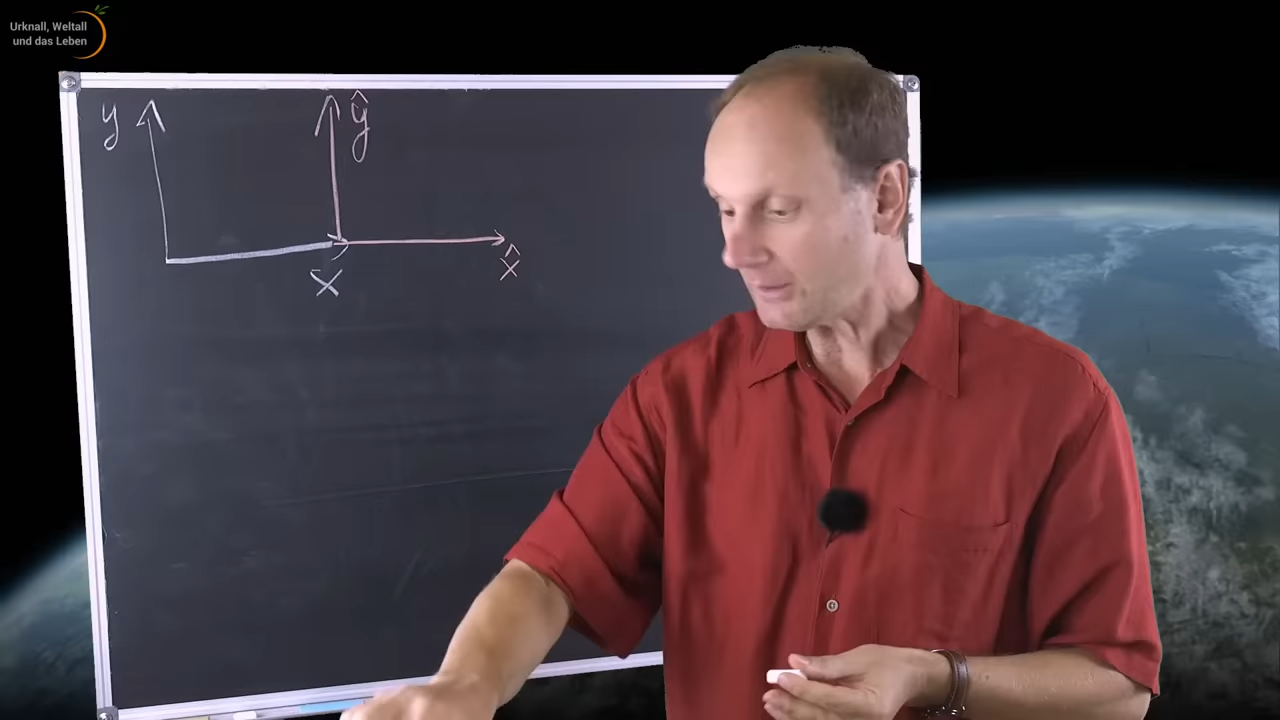 Urknall, Weltall
und das Leben
y
ŷ
x
x̂